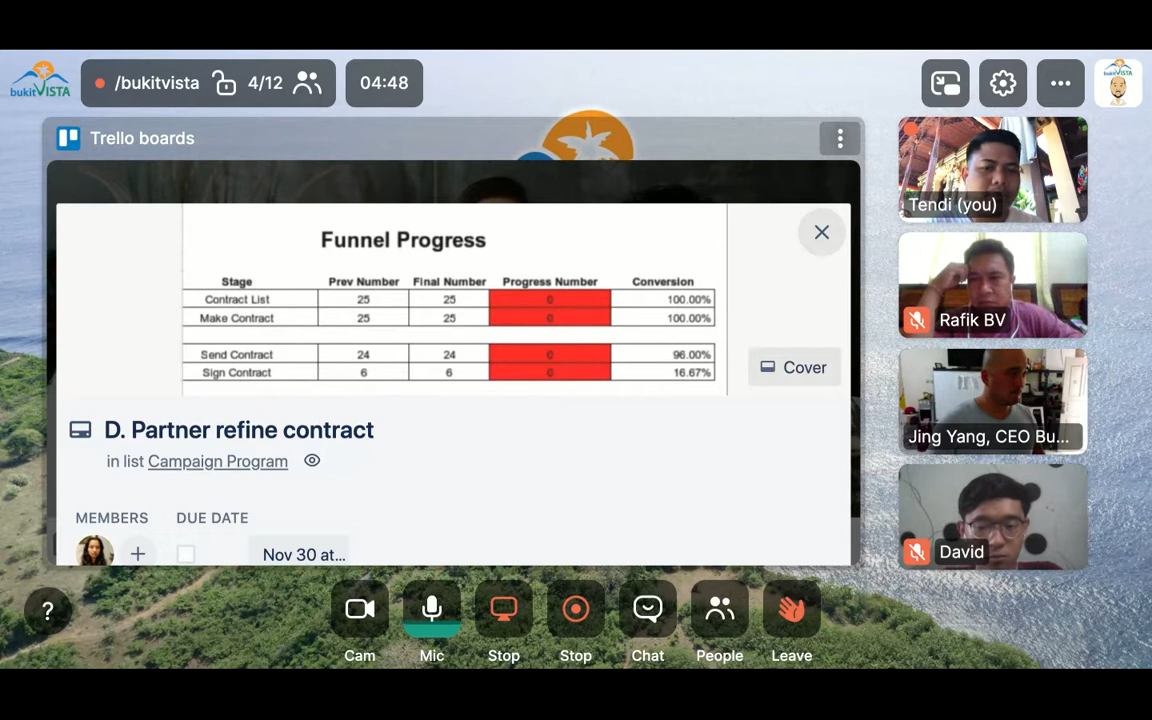 bukitVISTA
/bukitvista 4/12
04:48
bukitVISTA
Trello boards
Tendi (you)
Funnel Progress
Stage Prev Number Final Number Progress Number Conversion
Contract List 25 25 0 100.00%
Make Contract 25 25 0 100.00%
Send Contract 24 24 0 96.00%
Sign Contract 6 6 0 16.67%
Cover
Rafik BV
D. Partner refine contract
in list Campaign Program
Jing Yang, CEO Bu...
MEMBERS DUE DATE
Nov 30 at...
David
?
Cam Mic Stop Stop Chat People Leave